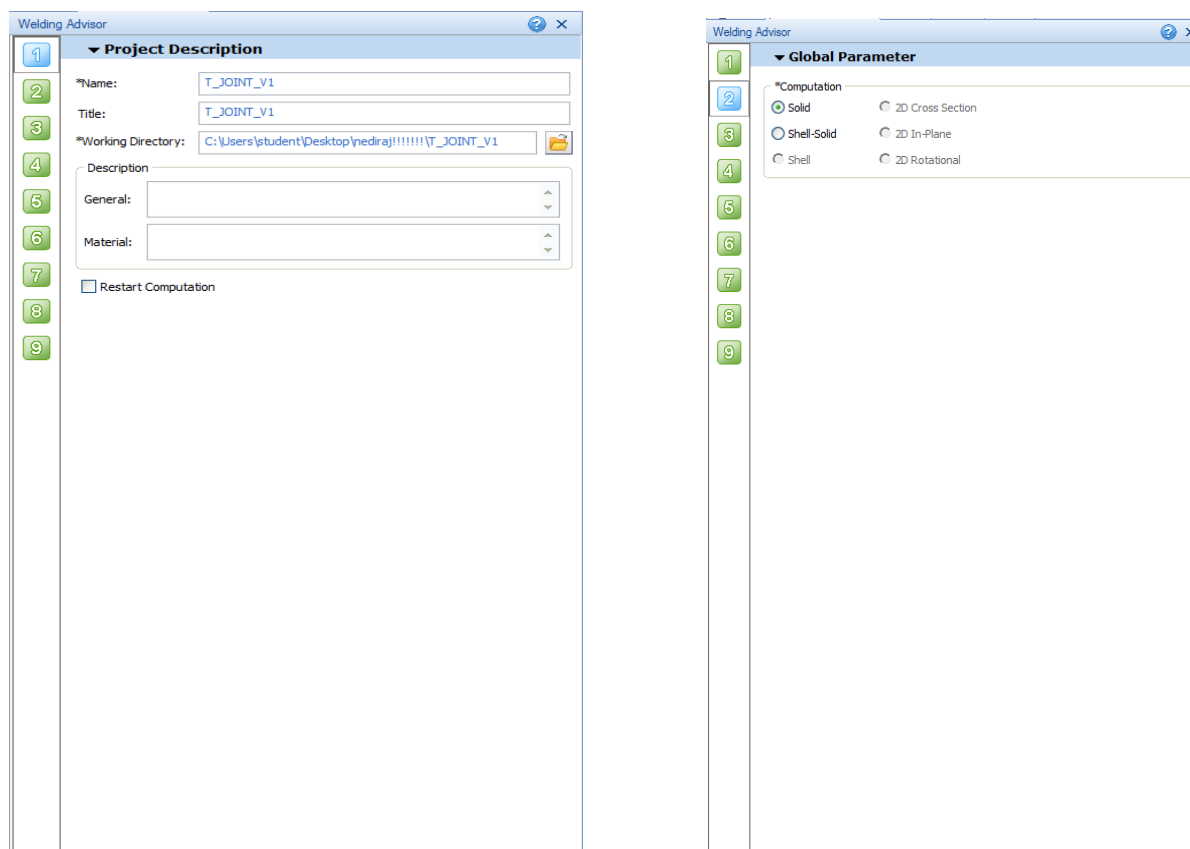 Welding Advisor
1
Project Description
2
3
4
5
6
7
8
9
*Name: T_JOINT_V1
Title: T_JOINT_V1
*Working Directory: C:\Users\student\Desktop\nediraj!!!!!!!\T_JOINT_V1
Description
General:
Material:
Restart Computation
Welding Advisor
1
Global Parameter
2
3
4
5
6
7
8
9
*Computation
Solid 2D Cross Section
Shell-Solid 2D In-Plane
Shell 2D Rotational